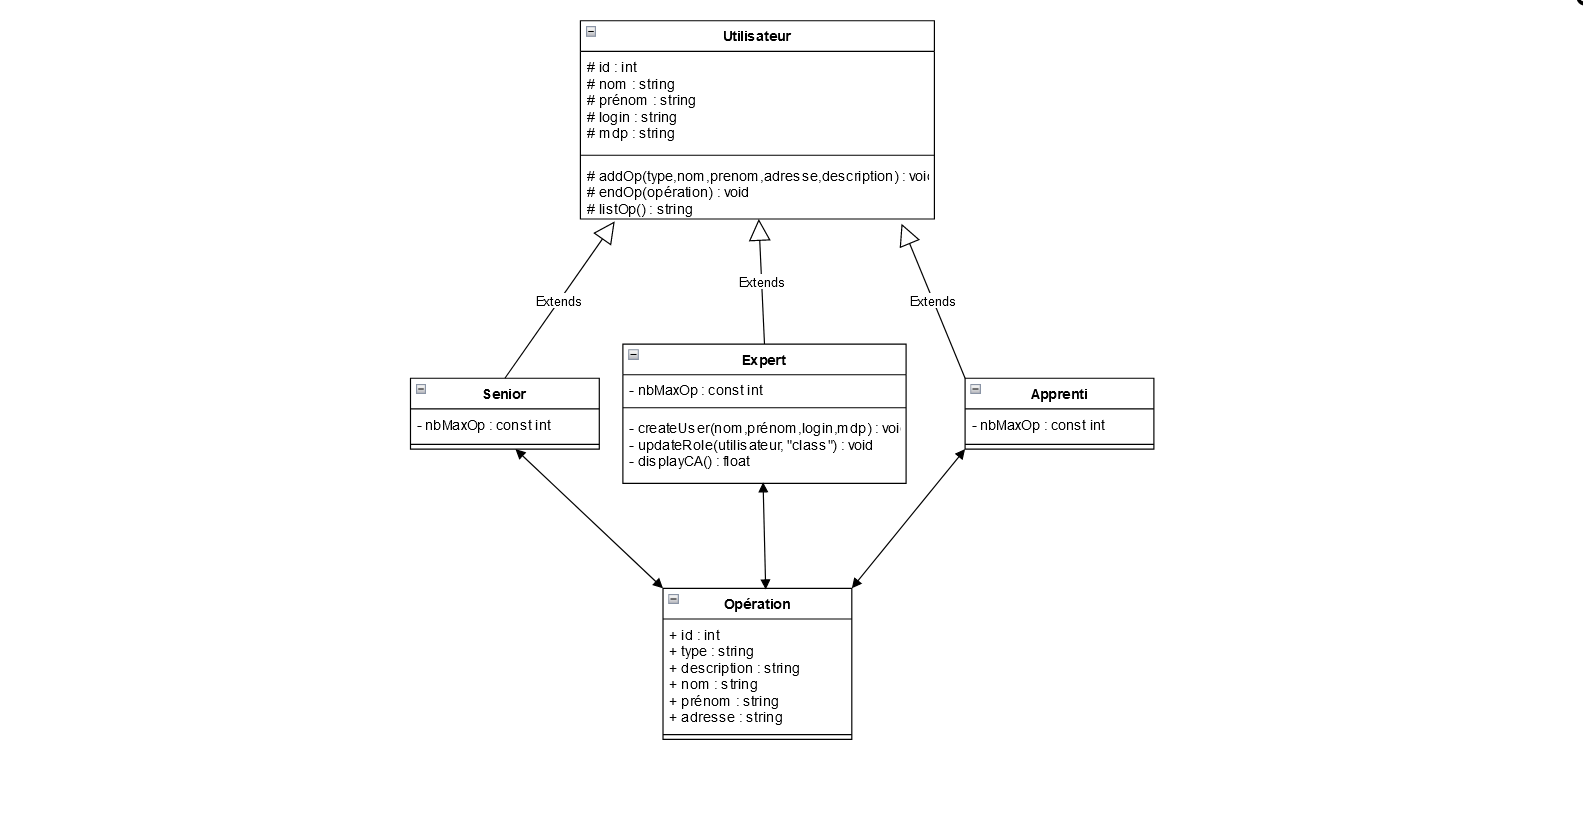 Utilisateur
# id : int
# nom : string
# prénom : string
# login : string
# mdp : string
# addOp(type,nom,prenom,adresse,description) : voi
# endOp(opération) : void
# listOp() : string
Extends
Extends
Extends
Senior
- nbMaxOp : const int
Expert
- nbMaxOp : const int
- createUser(nom,prénom,login,mdp) : voi
- updateRole(utilisateur, "class") : void
- displayCA() : float
Apprenti
- nbMaxOp : const int
Opération
+ id : int
+ type : string
+ description : string
+ nom : string
+ prénom : string
+ adresse : string